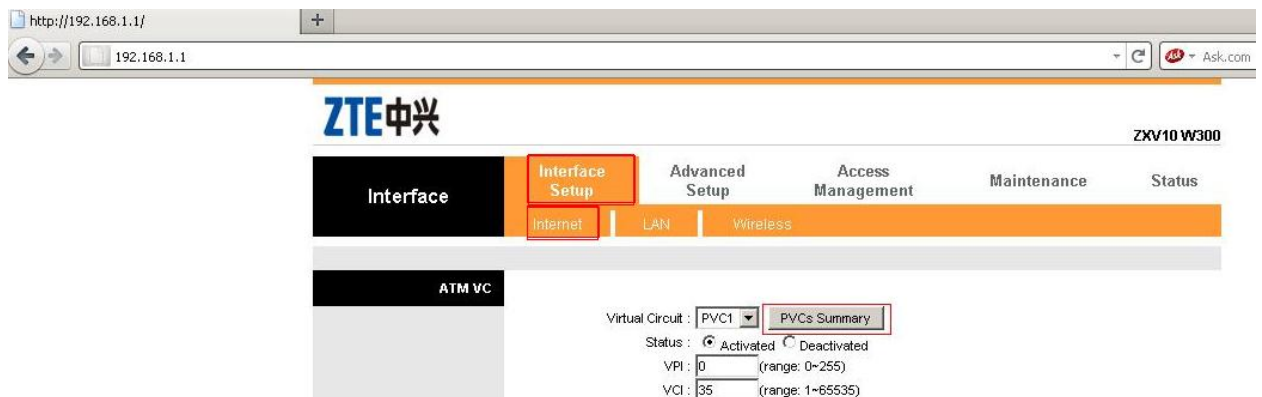 http://192.168.1.1/ +
192.168.1.1 Ask.com
ZTE中兴
ZXV10 W300
Interface
Interface Setup
Advanced Setup
Access Management
Maintenance
Status
Internet
LAN
Wireless
ATM VC
Virtual Circuit : PVC1 PVCs Summary
Status : Activated Deactivated
VPI : 0 (range: 0~255)
VCI : 35 (range: 1~65535)